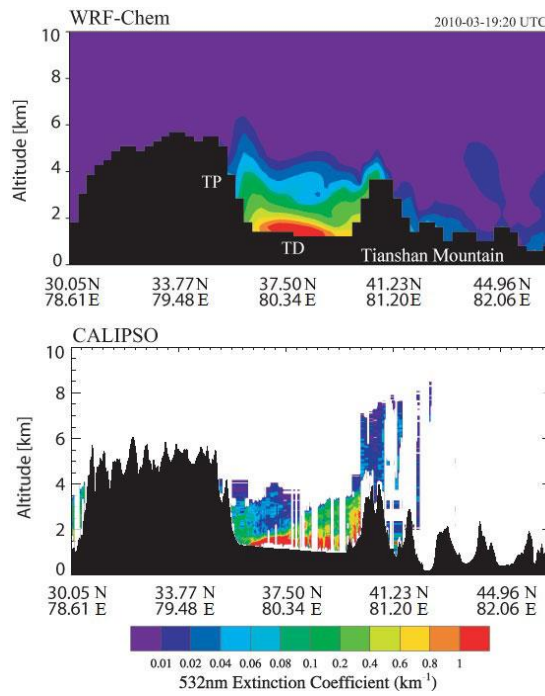 WRF-Chem 2010-03-19:20 UTC
10
8
6
4
2
0
Altitude [km]
TP
TD
Tianshan Mountain
30.05 N 33.77 N 37.50 N 41.23 N 44.96 N
78.61 E 79.48 E 80.34 E 81.20 E 82.06 E
CALIPSO
10
8
6
4
2
0
Altitude [km]
30.05 N 33.77 N 37.50 N 41.23 N 44.96 N
78.61 E 79.48 E 80.34 E 81.20 E 82.06 E
0.01 0.02 0.04 0.06 0.08 0.1 0.2 0.4 0.6 0.8 1
532nm Extinction Coefficient (km⁻¹)